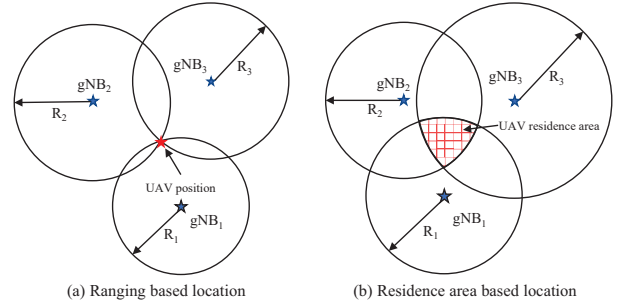 gNB₃
R₃
gNB₂
R₂
UAV position
gNB₁
R₁
(a) Ranging based location
gNB₂
R₂
gNB₃
R₃
UAV residence area
gNB₁
R₁
(b) Residence area based location